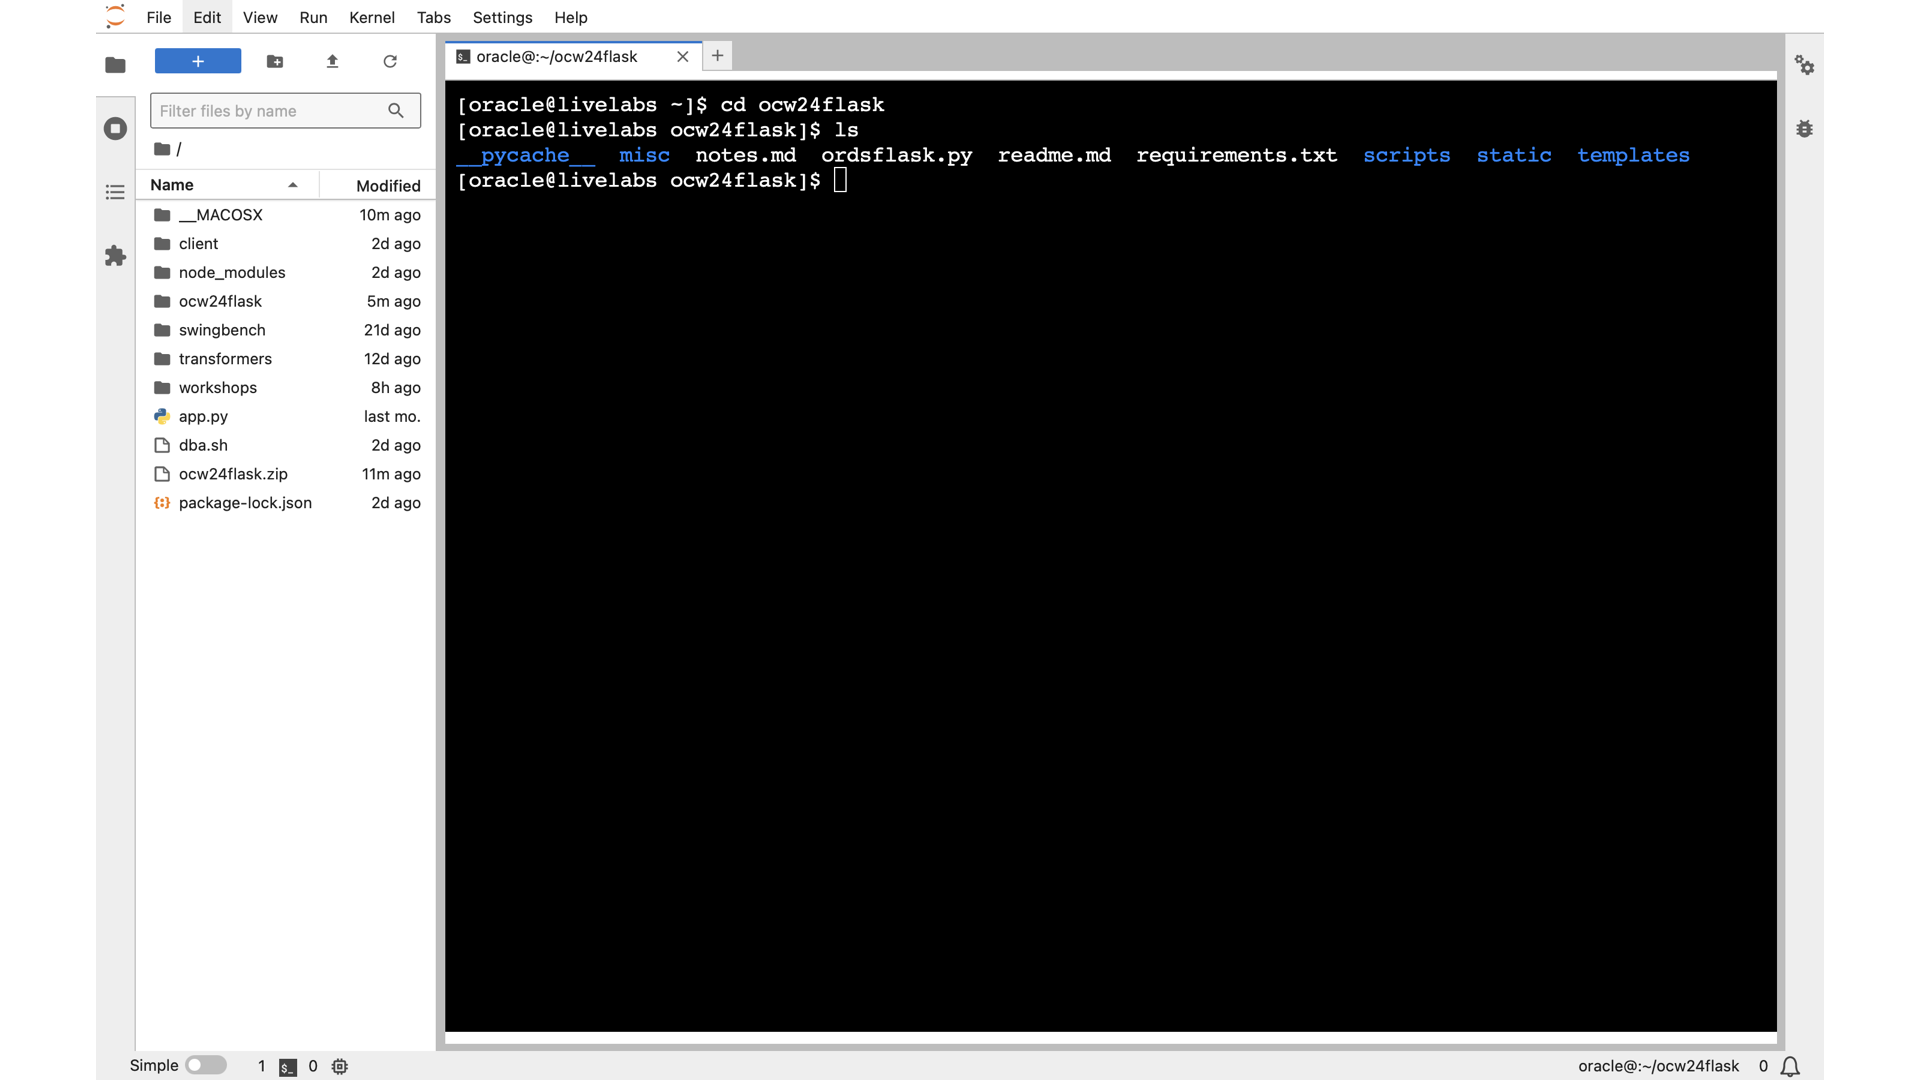 File Edit View Run Kernel Tabs Settings Help
+
Filter files by name
/
Name Modified
__MACOSX 10m ago
client 2d ago
node_modules 2d ago
ocw24flask 5m ago
swingbench 21d ago
transformers 12d ago
workshops 8h ago
app.py last mo.
dba.sh 2d ago
ocw24flask.zip 11m ago
package-lock.json 2d ago
oracle@:~/ocw24flask
[oracle@livelabs ~]$ cd ocw24flask
[oracle@livelabs ocw24flask]$ ls
__pycache__ misc notes.md ordsflask.py readme.md requirements.txt scripts static templates
[oracle@livelabs ocw24flask]$
Simple 1 $_ 0 oracle@:~/ocw24flask 0